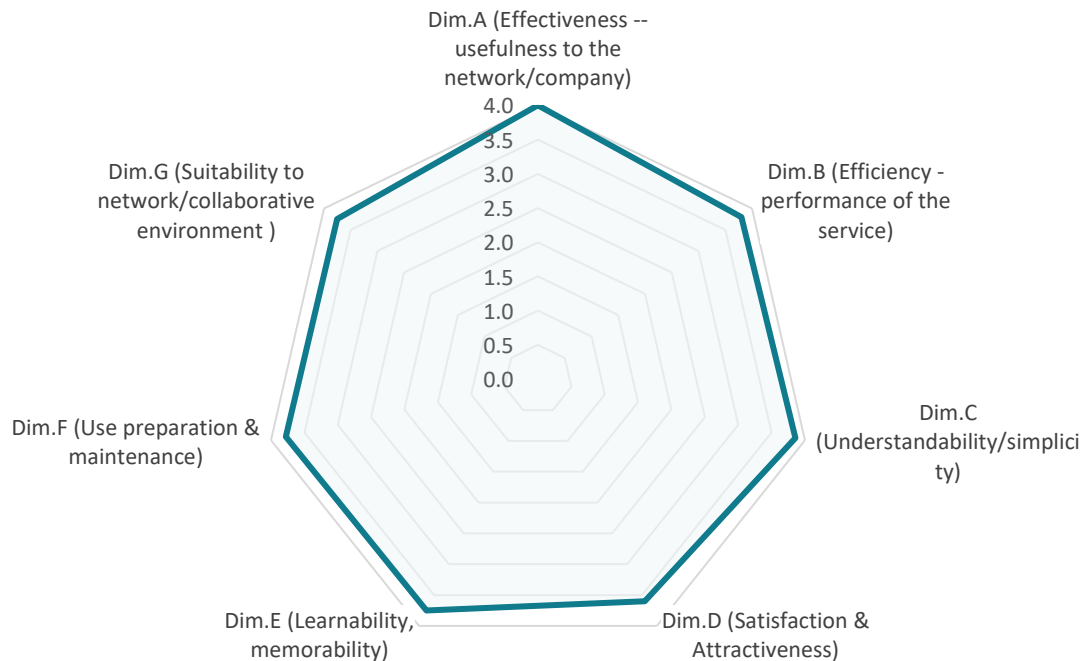 Dim.A (Effectiveness --
usefulness to the
network/company)
4.0
3.5
3.0
2.5
2.0
1.5
1.0
0.5
0.0
Dim.B (Efficiency -
performance of the
service)
Dim.C
(Understandability/simplici
ty)
Dim.D (Satisfaction &
Attractiveness)
Dim.E (Learnability,
memorability)
Dim.F (Use preparation &
maintenance)
Dim.G (Suitability to
network/collaborative
environment )